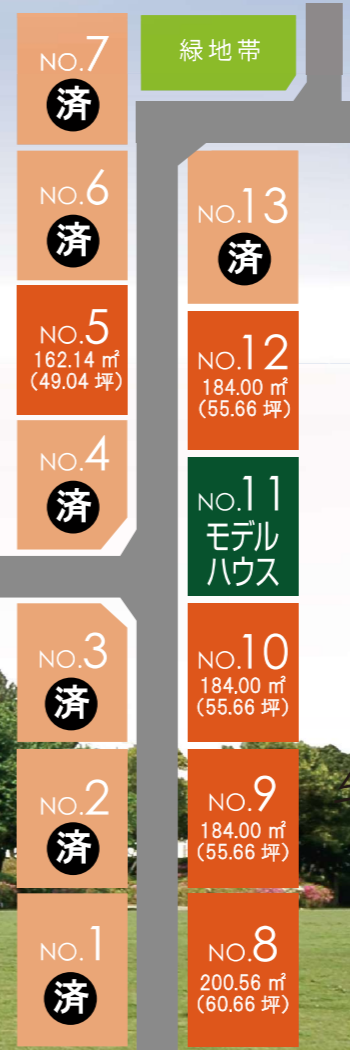 緑地帯
NO.7
済
NO.6
済
NO.5
162.14 ㎡
(49.04 坪)
NO.4
済
NO.3
済
NO.2
済
NO.1
済
NO.13
済
NO.12
184.00 ㎡
(55.66 坪)
NO.11
モデル
ハウス
NO.10
184.00 ㎡
(55.66 坪)
NO.9
184.00 ㎡
(55.66 坪)
NO.8
200.56 ㎡
(60.66 坪)